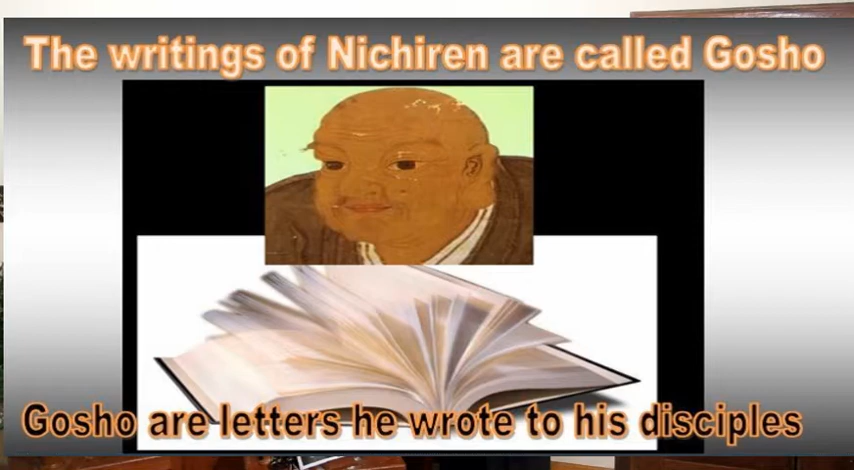 The writings of Nichiren are called Gosho
Gosho are letters he wrote to his disciples